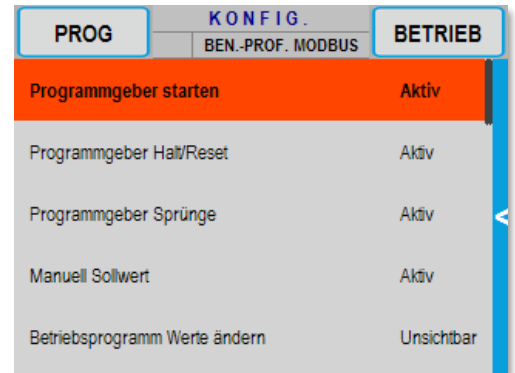 PROG
KONFIG.
BEN.-PROF. MODBUS
BETRIEB
Programmgeber starten Aktiv
Programmgeber Halt/Reset Aktiv
Programmgeber Sprünge Aktiv
<
Manuell Sollwert Aktiv
Betriebsprogramm Werte ändern Unsichtbar